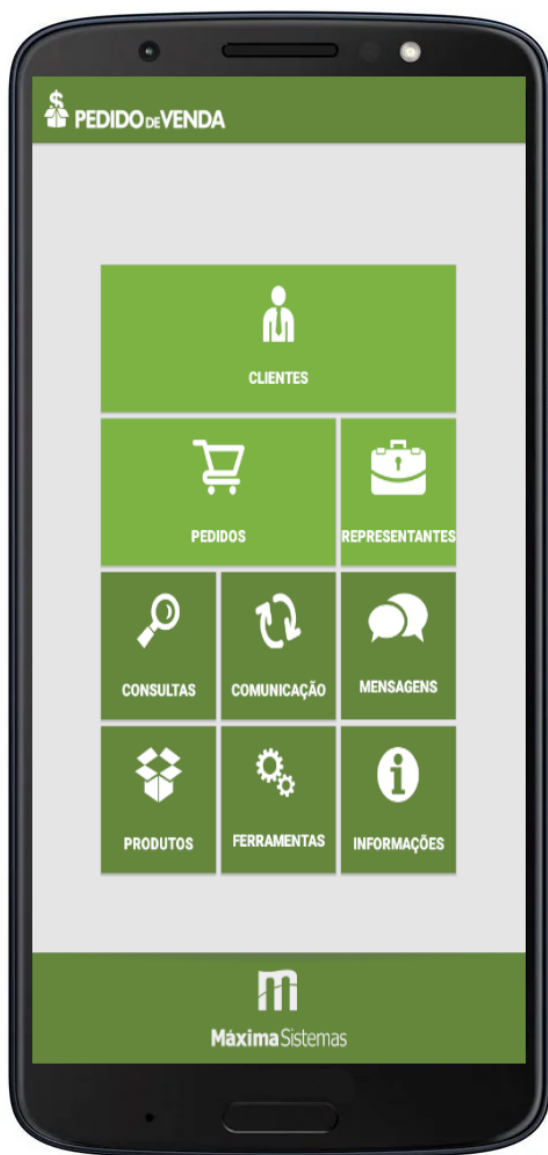 PEDIDO DE VENDA
CLIENTES
PEDIDOS
REPRESENTANTES
CONSULTAS
COMUNICAÇÃO
MENSAGENS
PRODUTOS
FERRAMENTAS
INFORMAÇÕES
Máxima Sistemas